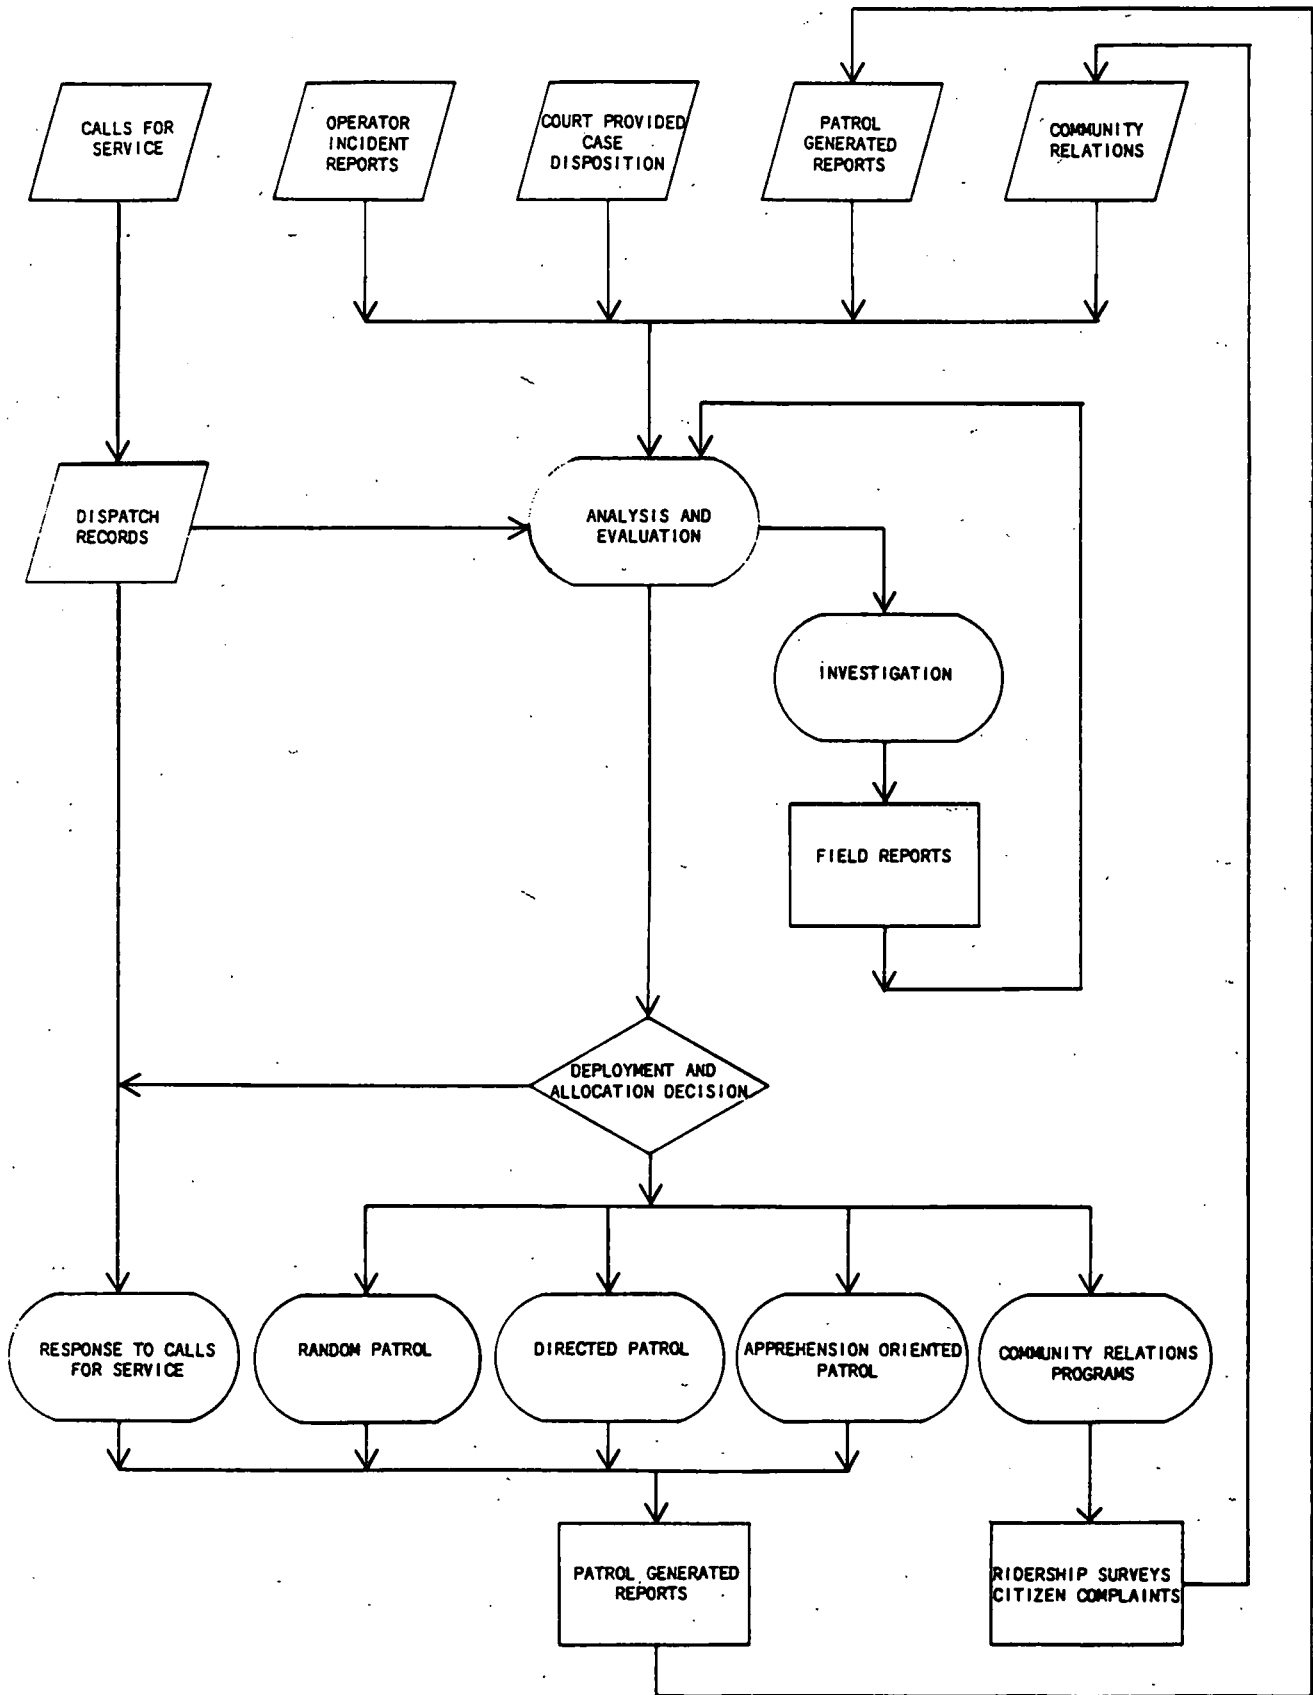 CALLS FOR
SERVICE
OPERATOR
INCIDENT
REPORTS
COURT PROVIDED
CASE
DISPOSITION
PATROL
GENERATED
REPORTS
COMMUNITY
RELATIONS
DISPATCH
RECORDS
ANALYSIS AND
EVALUATION
INVESTIGATION
FIELD REPORTS
DEPLOYMENT AND
ALLOCATION DECISION
RESPONSE TO CALLS
FOR SERVICE
RANDOM PATROL
DIRECTED PATROL
APPREHENSION ORIENTED
PATROL
COMMUNITY RELATIONS
PROGRAMS
PATROL GENERATED
REPORTS
RIDERSHIP SURVEYS
CITIZEN COMPLAINTS